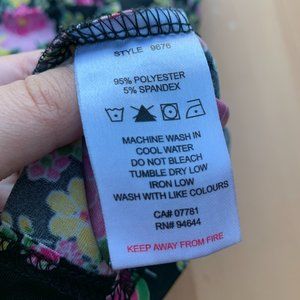 STYLE 9676
95% POLYESTER
5% SPANDEX
MACHINE WASH IN
COOL WATER
DO NOT BLEACH
TUMBLE DRY LOW
IRON LOW
WASH WITH LIKE COLOURS
CA# 07781
RN# 94644
KEEP AWAY FROM FIRE